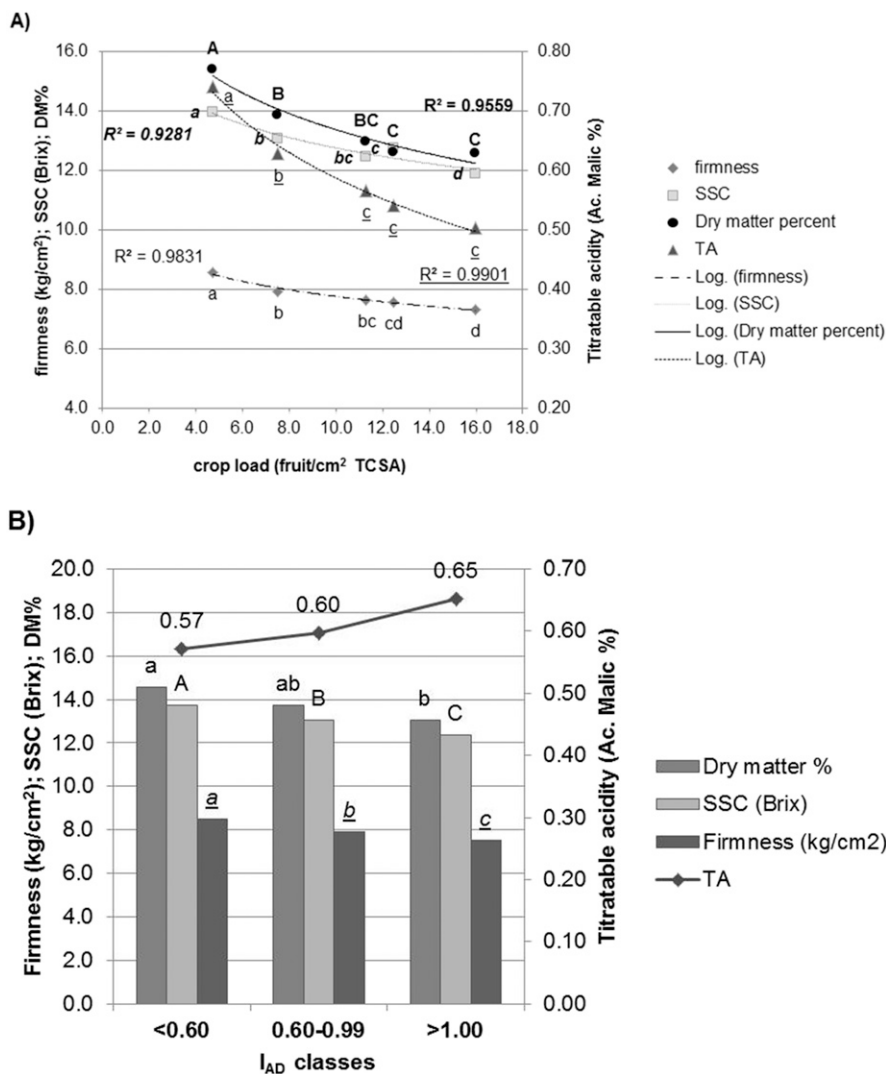 A)
16.0
14.0
12.0
10.0
8.0
6.0
4.0
firmness (kg/cm²); SSC (Brix); DM%
0.80
0.70
0.60
0.50
0.40
0.30
0.20
Titratable acidity (Ac. Malic %)
A
B
BC
C
C
R² = 0.9559
a
a
R² = 0.9281
b
bc
c
d
b
c
c
c
R² = 0.9831
R² = 0.9901
a
b
bc
cd
d
0.0 2.0 4.0 6.0 8.0 10.0 12.0 14.0 16.0 18.0
crop load (fruit/cm² TCSA)
firmness
SSC
Dry matter percent
TA
Log. (firmness)
Log. (SSC)
Log. (Dry matter percent)
Log. (TA)
B)
20.0
18.0
16.0
14.0
12.0
10.0
8.0
6.0
4.0
2.0
0.0
Firmness (kg/cm²); SSC (Brix); DM%
0.70
0.60
0.50
0.40
0.30
0.20
0.10
0.00
Titratable acidity (Ac. Malic %)
0.57
0.60
0.65
a
A
a
ab
B
b
b
C
c
<0.60 0.60-0.99 >1.00
I_AD classes
Dry matter %
SSC (Brix)
Firmness (kg/cm2)
TA